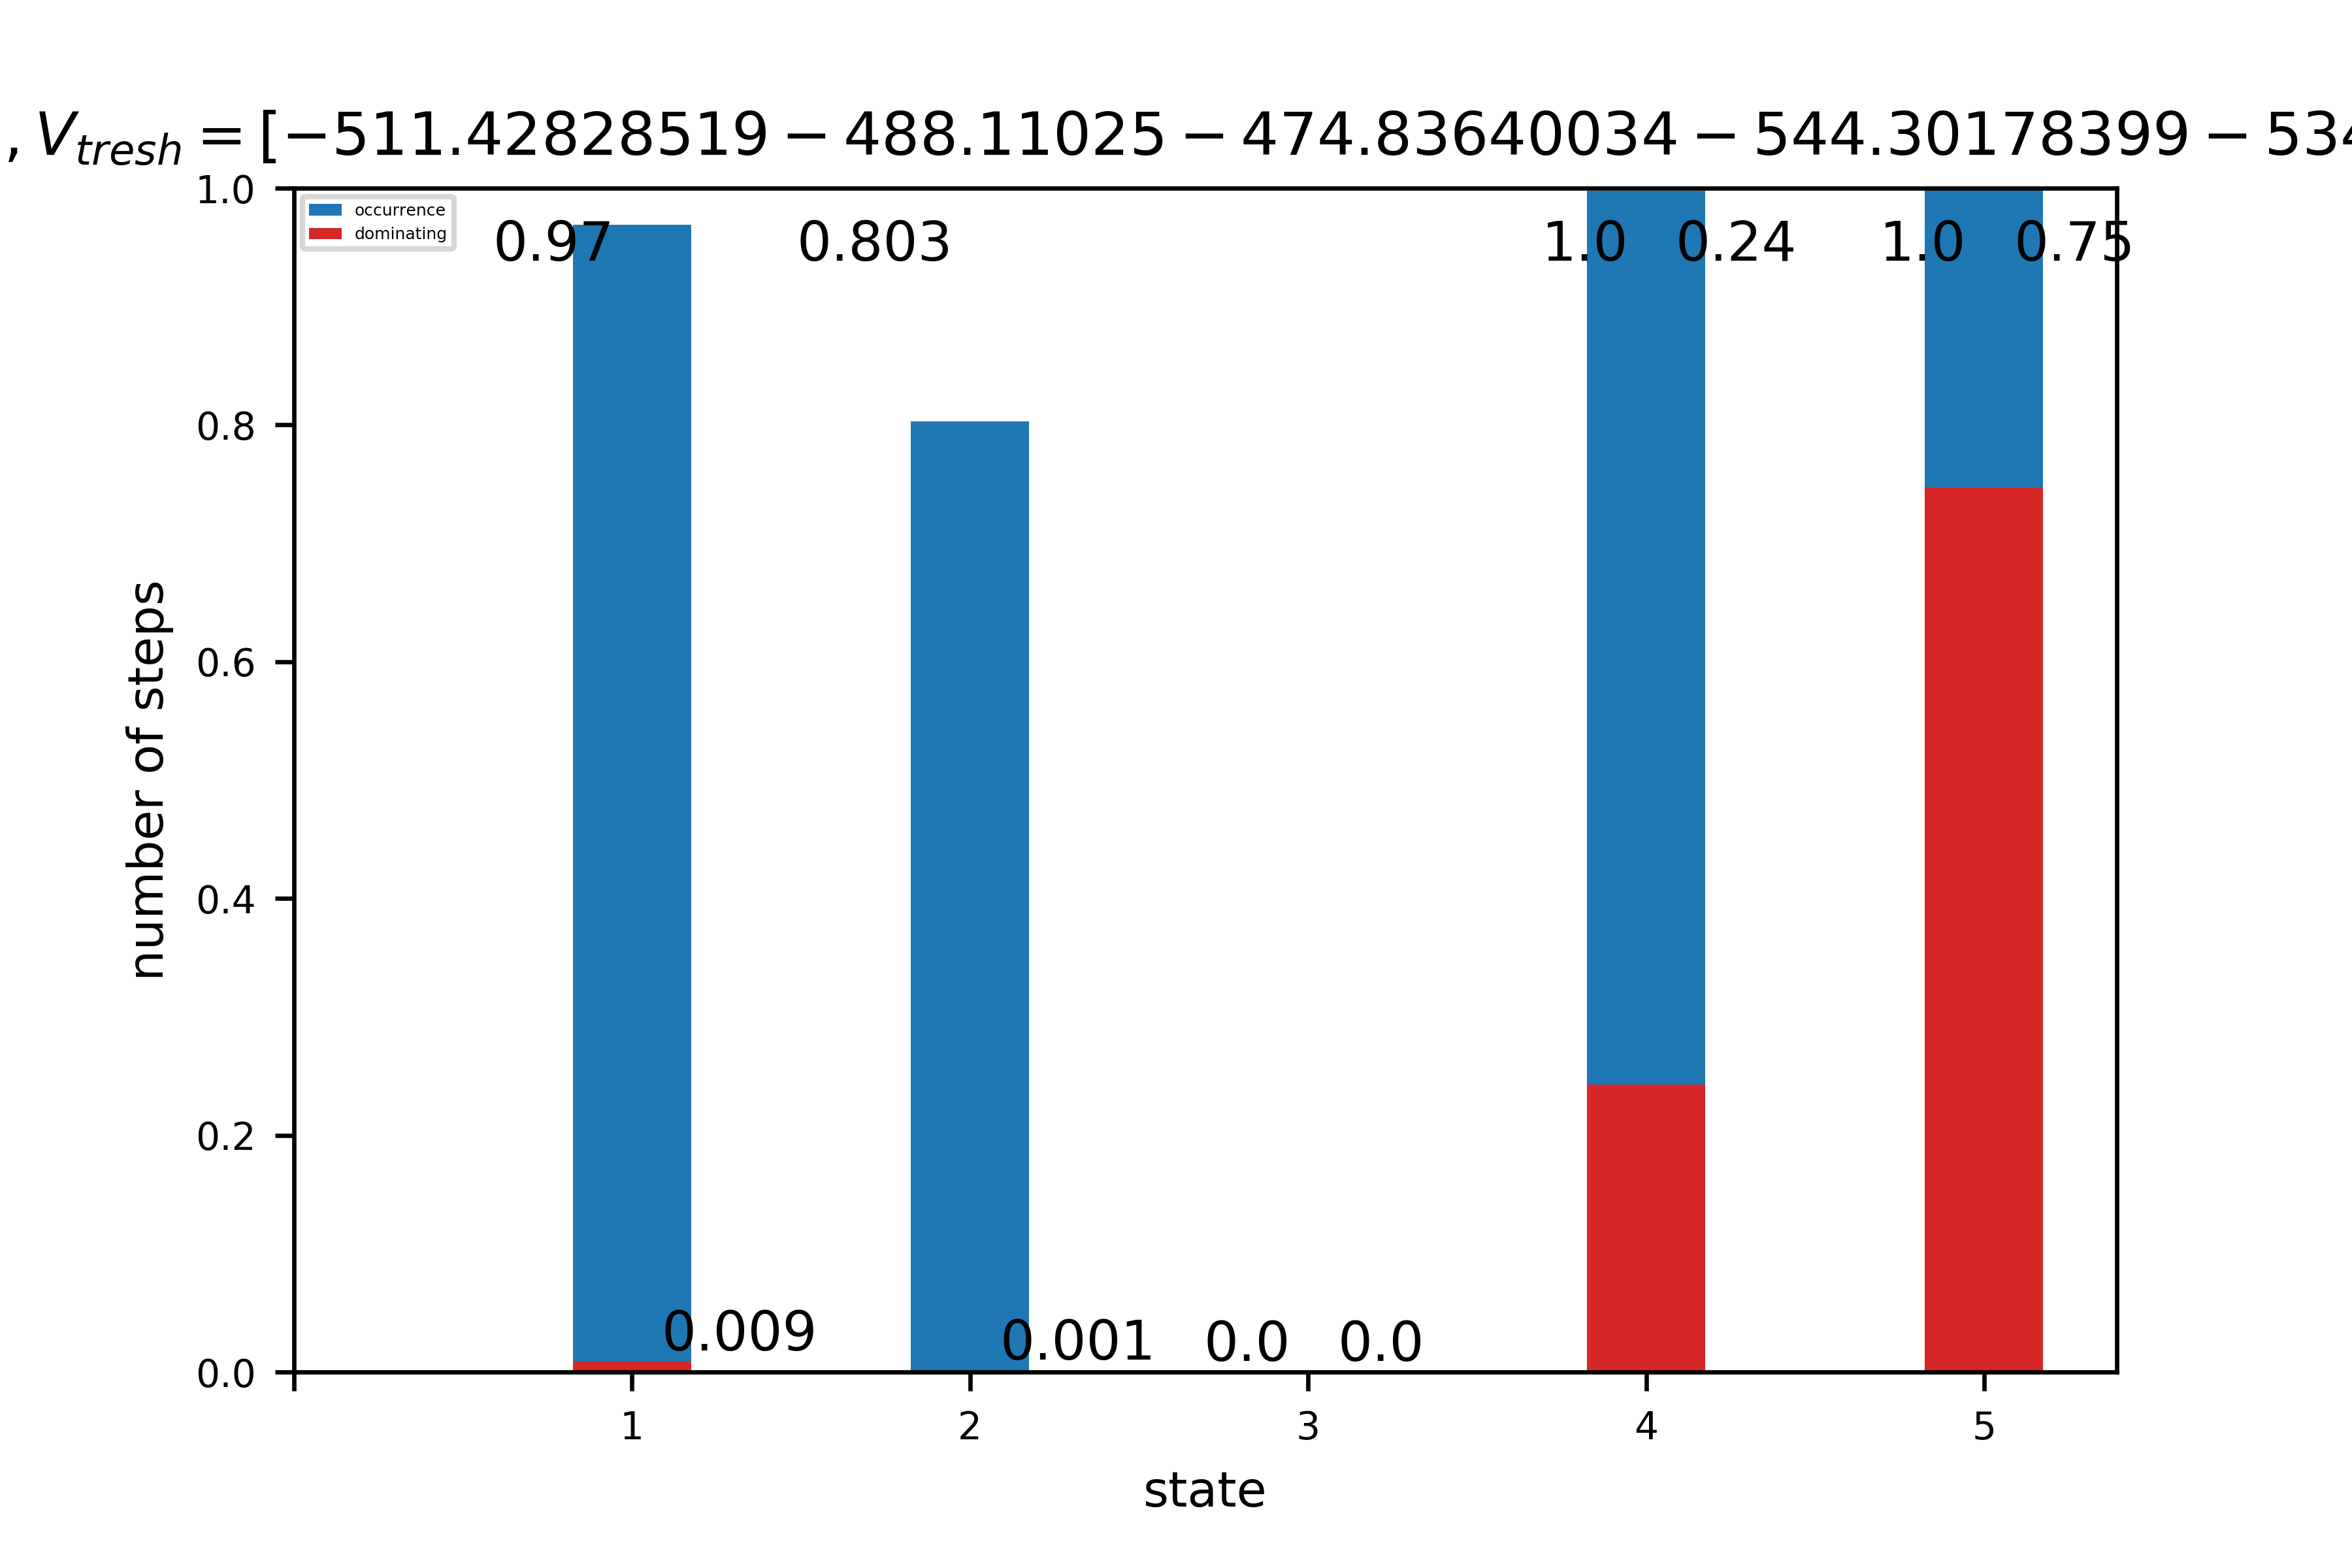 , V_tresh = [−511.42828519 − 488.11025 − 474.83640034 − 544.30178399 − 534
occurrence
dominating
0.97 0.803 1.0 0.24 1.0 0.75
0.009 0.001 0.0 0.0
1.0
0.8
0.6
0.4
0.2
0.0
number of steps
1 2 3 4 5
state